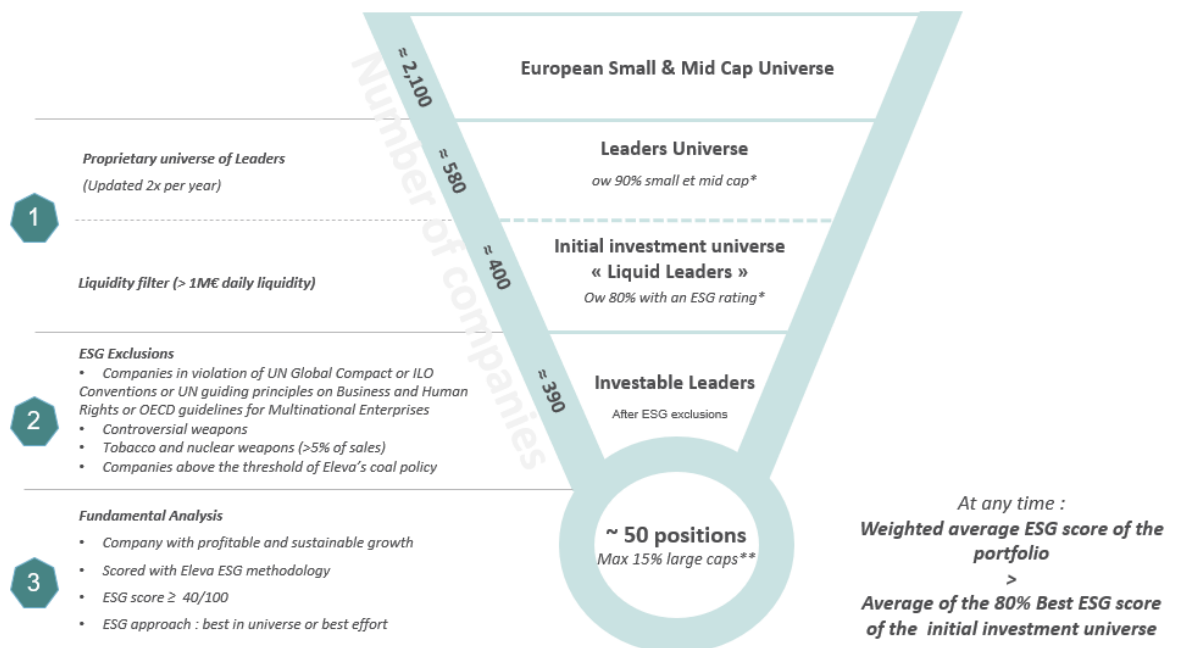 ≈ 2,100
European Small & Mid Cap Universe
Number of companies
Proprietary universe of Leaders
(Updated 2x per year)
≈ 580
Leaders Universe
ow 90% small et mid cap*
1
Liquidity filter (> 1M€ daily liquidity)
≈ 400
Initial investment universe
« Liquid Leaders »
Ow 80% with an ESG rating*
2
ESG Exclusions
• Companies in violation of UN Global Compact or ILO
Conventions or UN guiding principles on Business and Human
Rights or OECD guidelines for Multinational Enterprises
• Controversial weapons
• Tobacco and nuclear weapons (>5% of sales)
• Companies above the threshold of Eleva's coal policy
≈ 390
Investable Leaders
After ESG exclusions
3
Fundamental Analysis
• Company with profitable and sustainable growth
• Scored with Eleva ESG methodology
• ESG score ≥ 40/100
• ESG approach : best in universe or best effort
~ 50 positions
Max 15% large caps**
At any time :
Weighted average ESG score of the
portfolio
>
Average of the 80% Best ESG score
of the initial investment universe